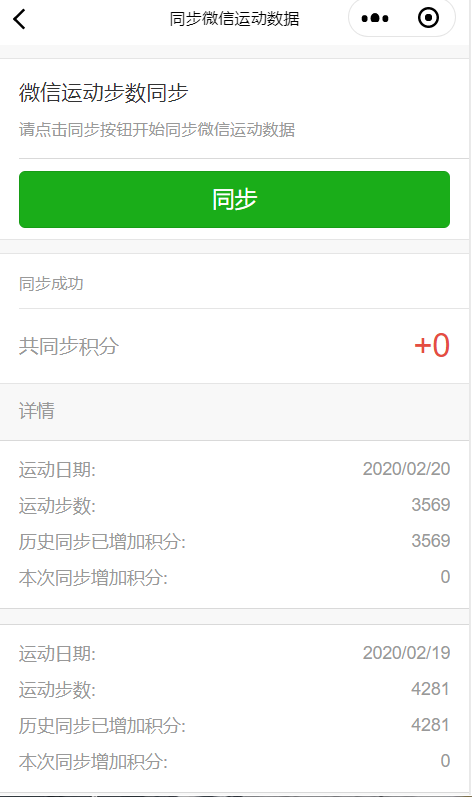 同步微信运动数据
微信运动步数同步
请点击同步按钮开始同步微信运动数据
同步
同步成功
共同步积分 +0
详情
运动日期: 2020/02/20
运动步数: 3569
历史同步已增加积分: 3569
本次同步增加积分: 0
运动日期: 2020/02/19
运动步数: 4281
历史同步已增加积分: 4281
本次同步增加积分: 0